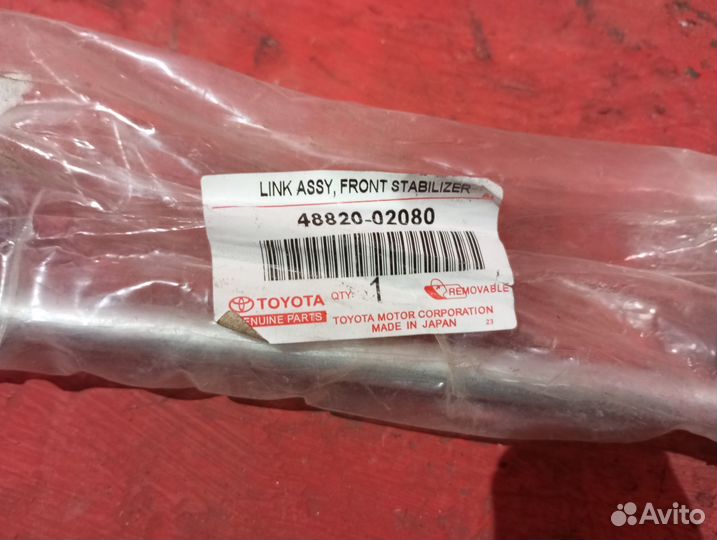 LINK ASSY, FRONT STABILIZER
48820-02080
TOYOTA
GENUINE PARTS
QTY: 1
REMOVABLE
TOYOTA MOTOR CORPORATION
MADE IN JAPAN
23
Avito